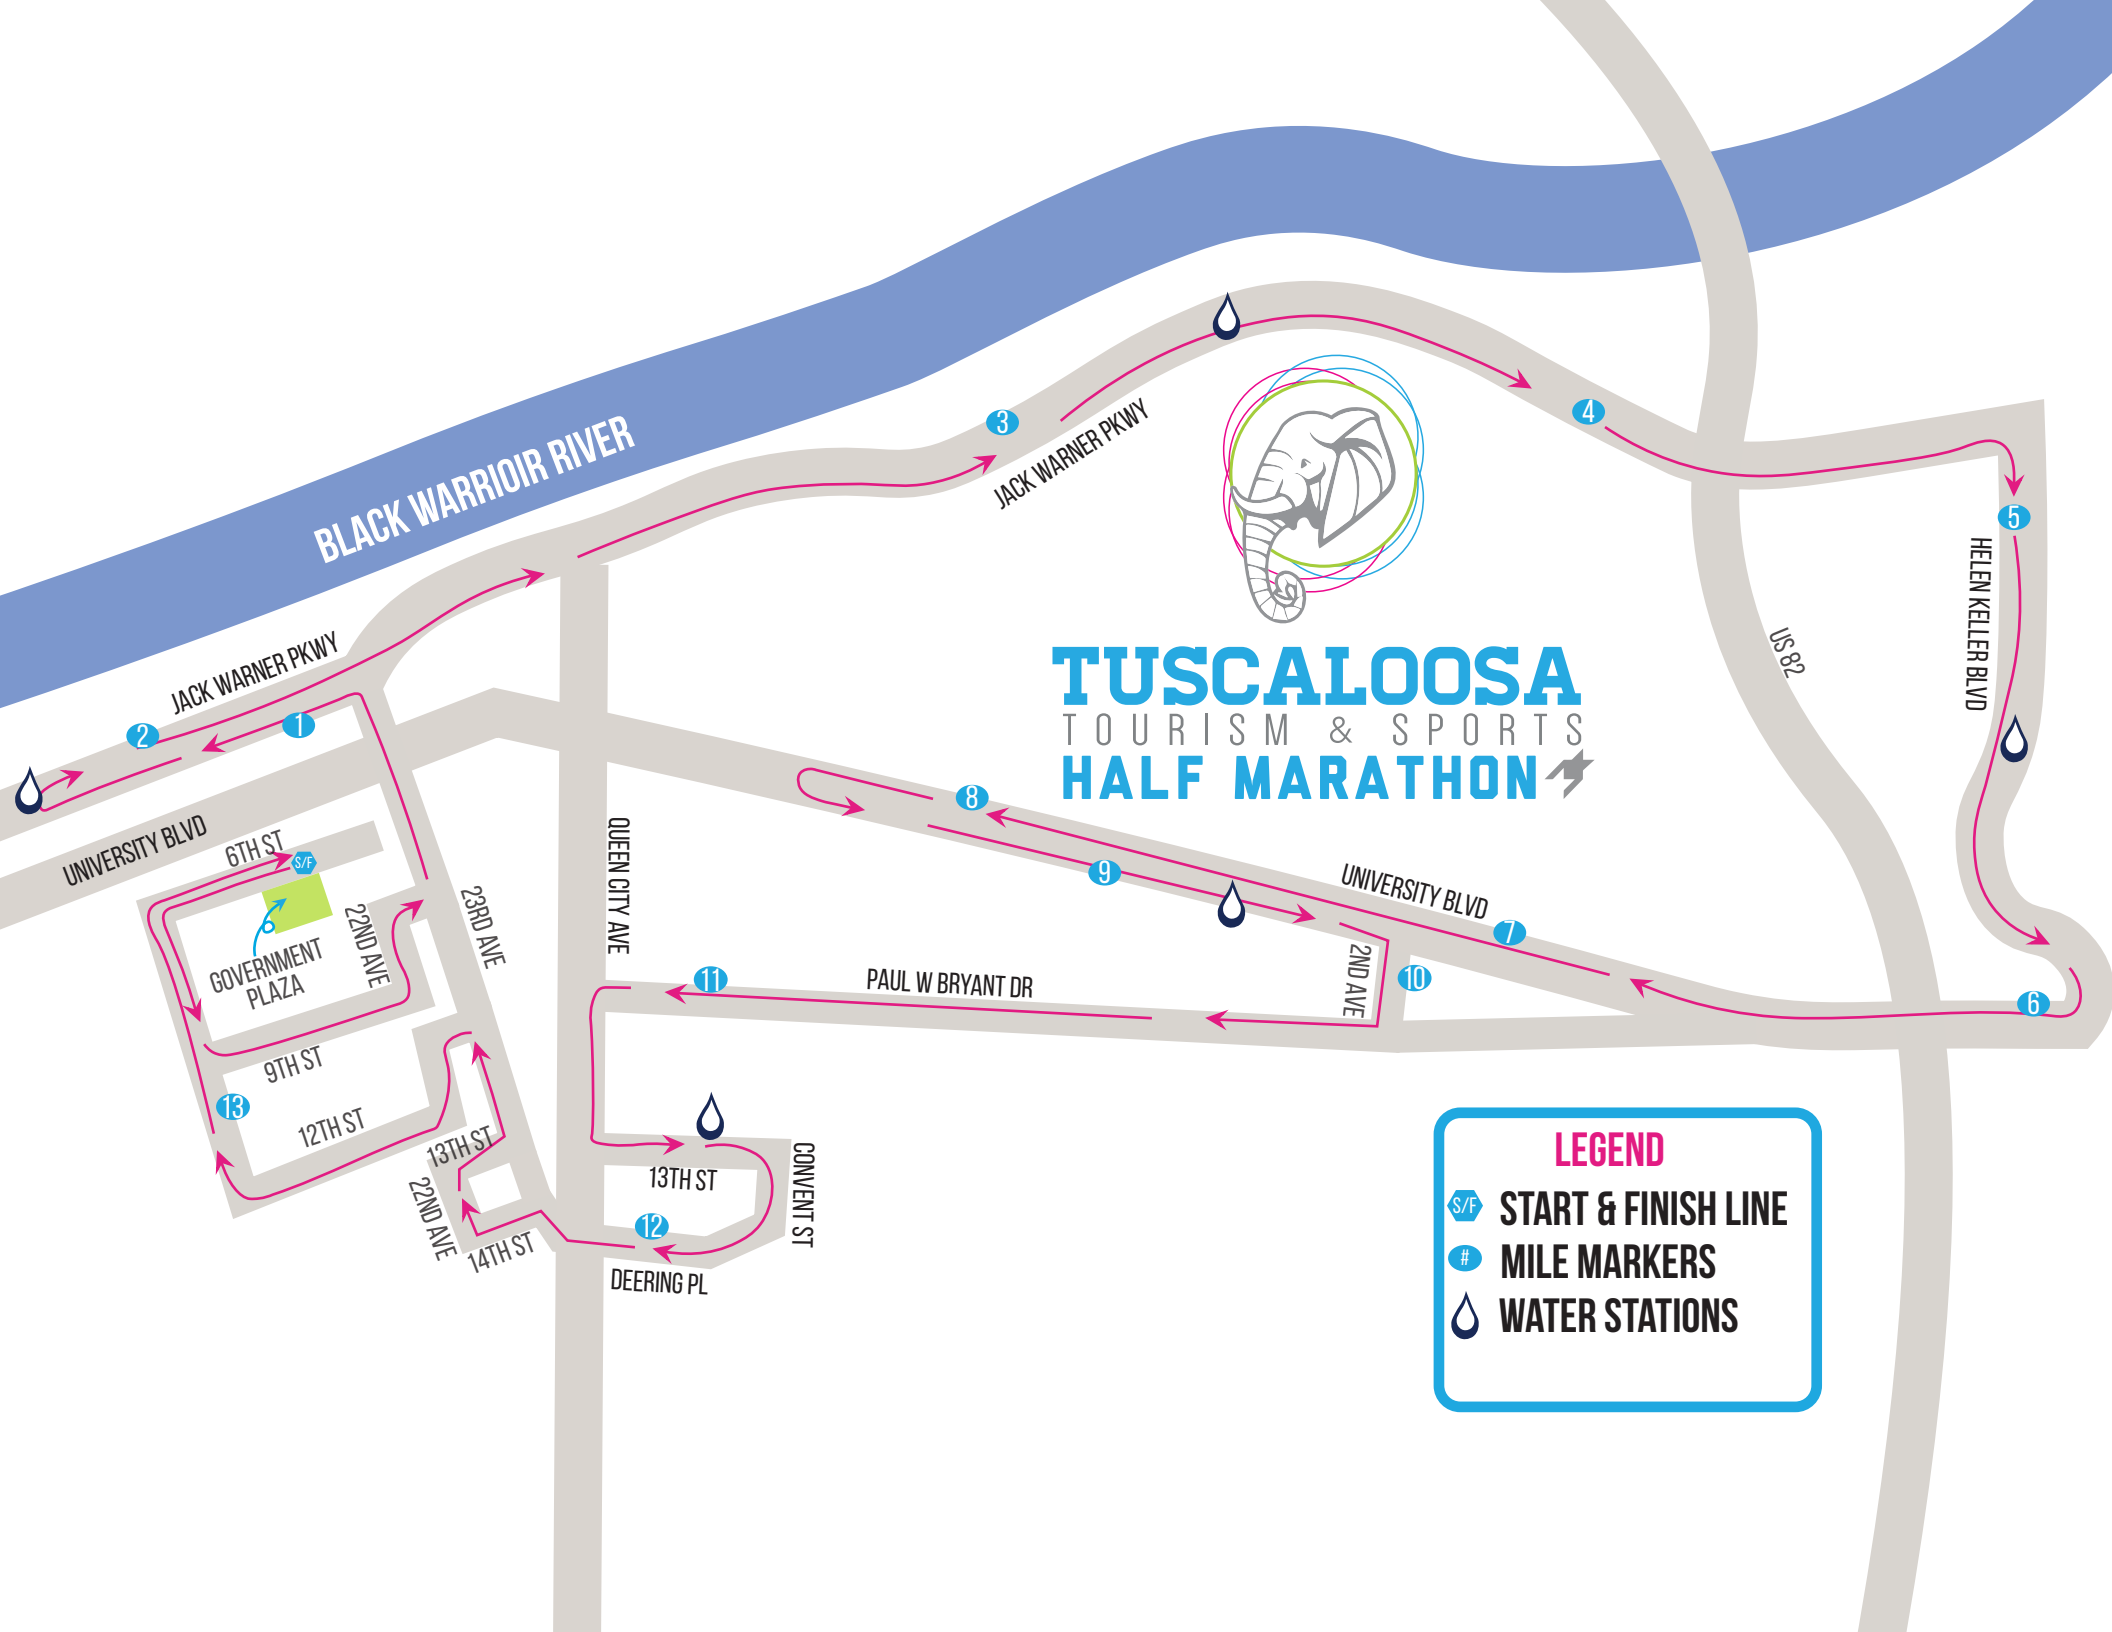 BLACK WARRIOIR RIVER
3
4
JACK WARNER PKWY
5
HELEN KELLER BLVD
US 82
TUSCALOOSA
TOURISM & SPORTS
HALF MARATHON
JACK WARNER PKWY
2
1
UNIVERSITY BLVD
6TH ST
S/F
GOVERNMENT
PLAZA
22ND AVE
23RD AVE
QUEEN CITY AVE
8
9
UNIVERSITY BLVD
7
6
2ND AVE
10
PAUL W BRYANT DR
11
9TH ST
13
12TH ST
13TH ST
22ND AVE
14TH ST
13TH ST
CONVENT ST
12
DEERING PL
LEGEND
S/F START & FINISH LINE
# MILE MARKERS
WATER STATIONS